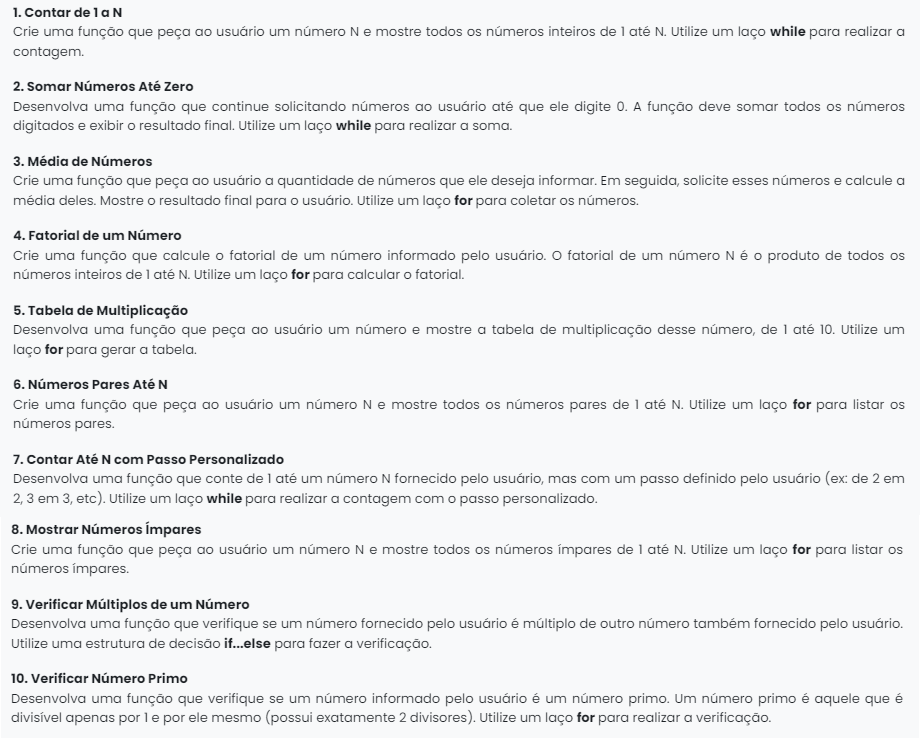 1. Contar de 1 a N
Crie uma função que peça ao usuário um número N e mostre todos os números inteiros de 1 até N. Utilize um laço while para realizar a
contagem.
2. Somar Números Até Zero
Desenvolva uma função que continue solicitando números ao usuário até que ele digite 0. A função deve somar todos os números
digitados e exibir o resultado final. Utilize um laço while para realizar a soma.
3. Média de Números
Crie uma função que peça ao usuário a quantidade de números que ele deseja informar. Em seguida, solicite esses números e calcule a
média deles. Mostre o resultado final para o usuário. Utilize um laço for para coletar os números.
4. Fatorial de um Número
Crie uma função que calcule o fatorial de um número informado pelo usuário. O fatorial de um número N é o produto de todos os
números inteiros de 1 até N. Utilize um laço for para calcular o fatorial.
5. Tabela de Multiplicação
Desenvolva uma função que peça ao usuário um número e mostre a tabela de multiplicação desse número, de 1 até 10. Utilize um
laço for para gerar a tabela.
6. Números Pares Até N
Crie uma função que peça ao usuário um número N e mostre todos os números pares de 1 até N. Utilize um laço for para listar os
números pares.
7. Contar Até N com Passo Personalizado
Desenvolva uma função que conte de 1 até um número N fornecido pelo usuário, mas com um passo definido pelo usuário (ex: de 2 em
2, 3 em 3, etc). Utilize um laço while para realizar a contagem com o passo personalizado.
8. Mostrar Números Ímpares
Crie uma função que peça ao usuário um número N e mostre todos os números ímpares de 1 até N. Utilize um laço for para listar os
números ímpares.
9. Verificar Múltiplos de um Número
Desenvolva uma função que verifique se um número fornecido pelo usuário é múltiplo de outro número também fornecido pelo usuário.
Utilize uma estrutura de decisão if...else para fazer a verificação.
10. Verificar Número Primo
Desenvolva uma função que verifique se um número informado pelo usuário é um número primo. Um número primo é aquele que é
divisível apenas por 1 e por ele mesmo (possui exatamente 2 divisores). Utilize um laço for para realizar a verificação.